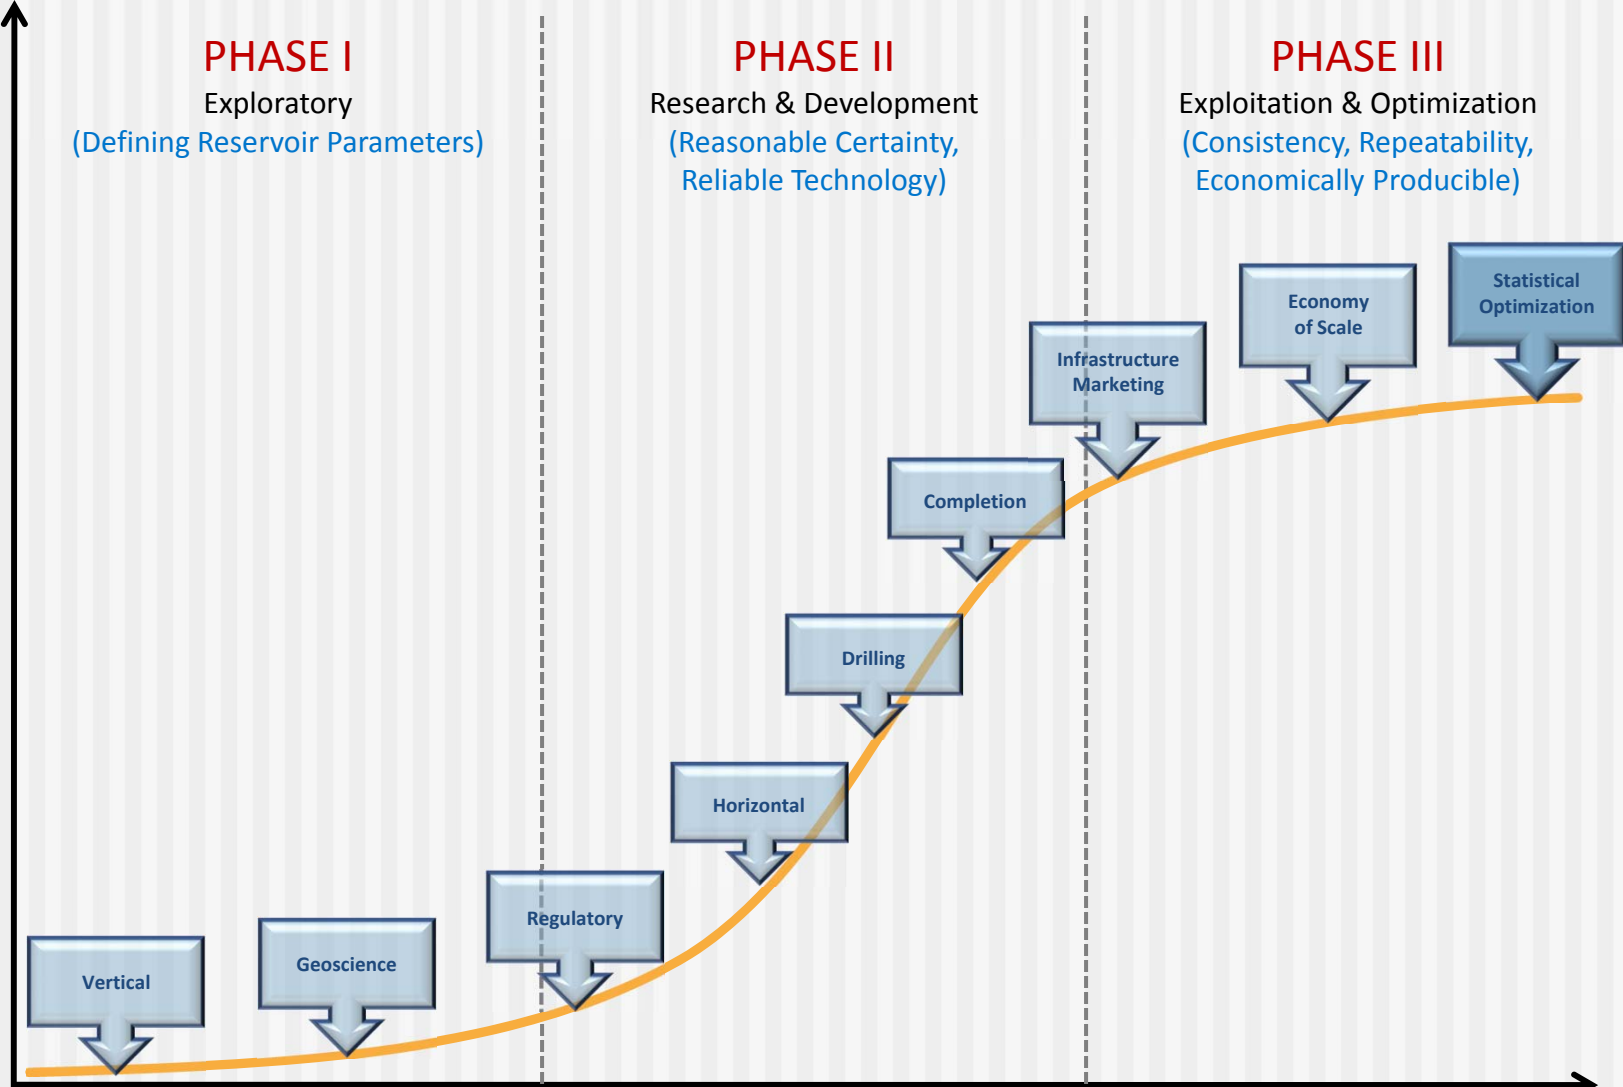 PHASE I
Exploratory
(Defining Reservoir Parameters)
PHASE II
Research & Development
(Reasonable Certainty,
Reliable Technology)
PHASE III
Exploitation & Optimization
(Consistency, Repeatability,
Economically Producible)
Vertical
Geoscience
Regulatory
Horizontal
Drilling
Completion
Infrastructure
Marketing
Economy
of Scale
Statistical
Optimization